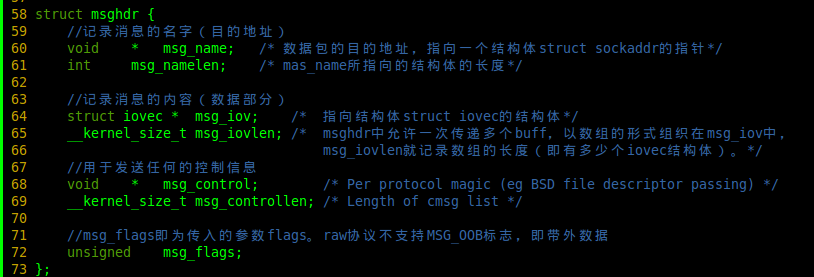 58 struct msghdr {
59     //记录消息的名字（目的地址）
60     void    *   msg_name;   /* 数据包的目的地址，指向一个结构体struct sockaddr的指针*/
61     int     msg_namelen;    /* mas_name所指向的结构体的长度*/
62
63     //记录消息的内容（数据部分）
64     struct iovec *  msg_iov;    /*  指向结构体struct iovec的结构体*/
65     __kernel_size_t msg_iovlen; /*  msghdr中允许一次传递多个buff，以数组的形式组织在msg_iov中，
66                                     msg_iovlen就记录数组的长度（即有多少个iovec结构体）。*/
67     //用于发送任何的控制信息
68     void    *   msg_control;        /* Per protocol magic (eg BSD file descriptor passing) */
69     __kernel_size_t msg_controllen; /* Length of cmsg list */
70
71     //msg_flags即为传入的参数flags。raw协议不支持MSG_OOB标志，即带外数据
72     unsigned    msg_flags;
73 };